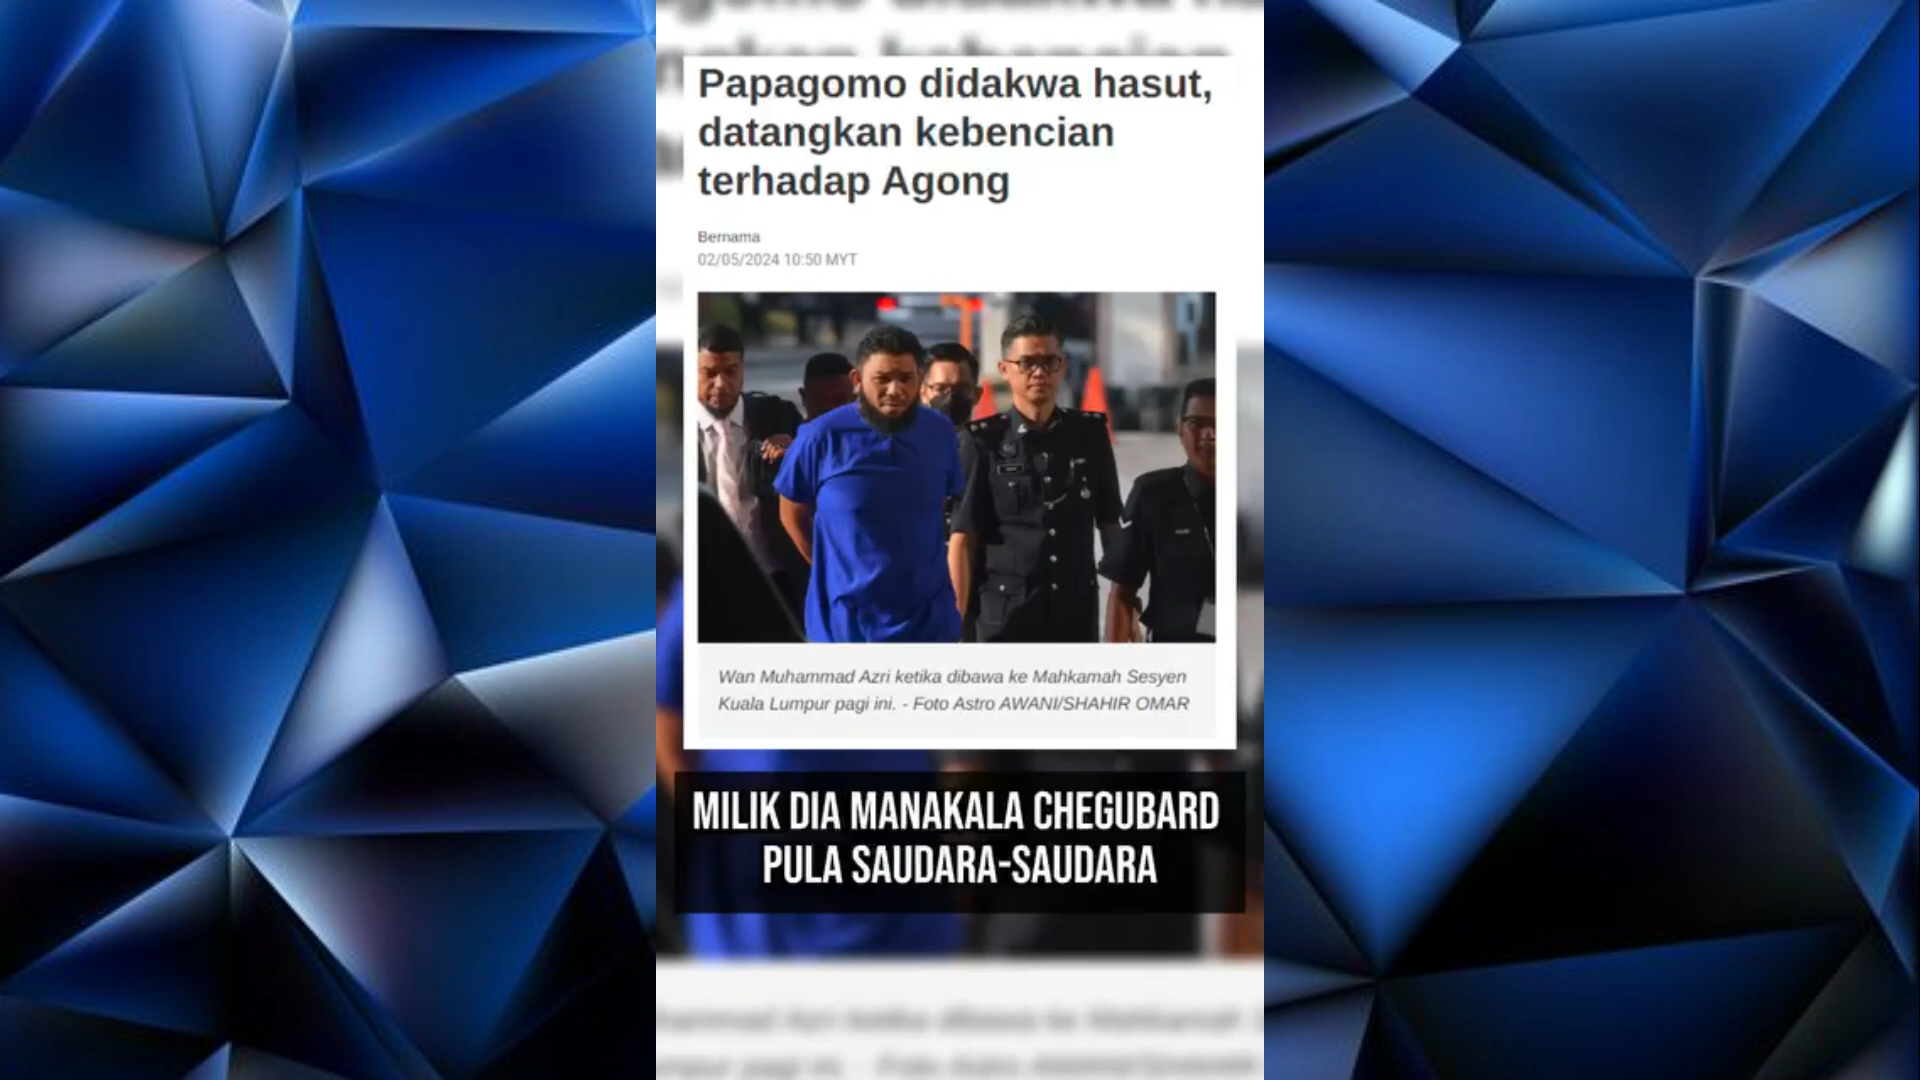 Papagomo didakwa hasut,
datangkan kebencian
terhadap Agong
Bernama
02/05/2024 10:50 MYT
Wan Muhammad Azri ketika dibawa ke Mahkamah Sesyen
Kuala Lumpur pagi ini. - Foto Astro AWANI/SHAHIR OMAR
MILIK DIA MANAKALA CHEGUBARD
PULA SAUDARA-SAUDARA